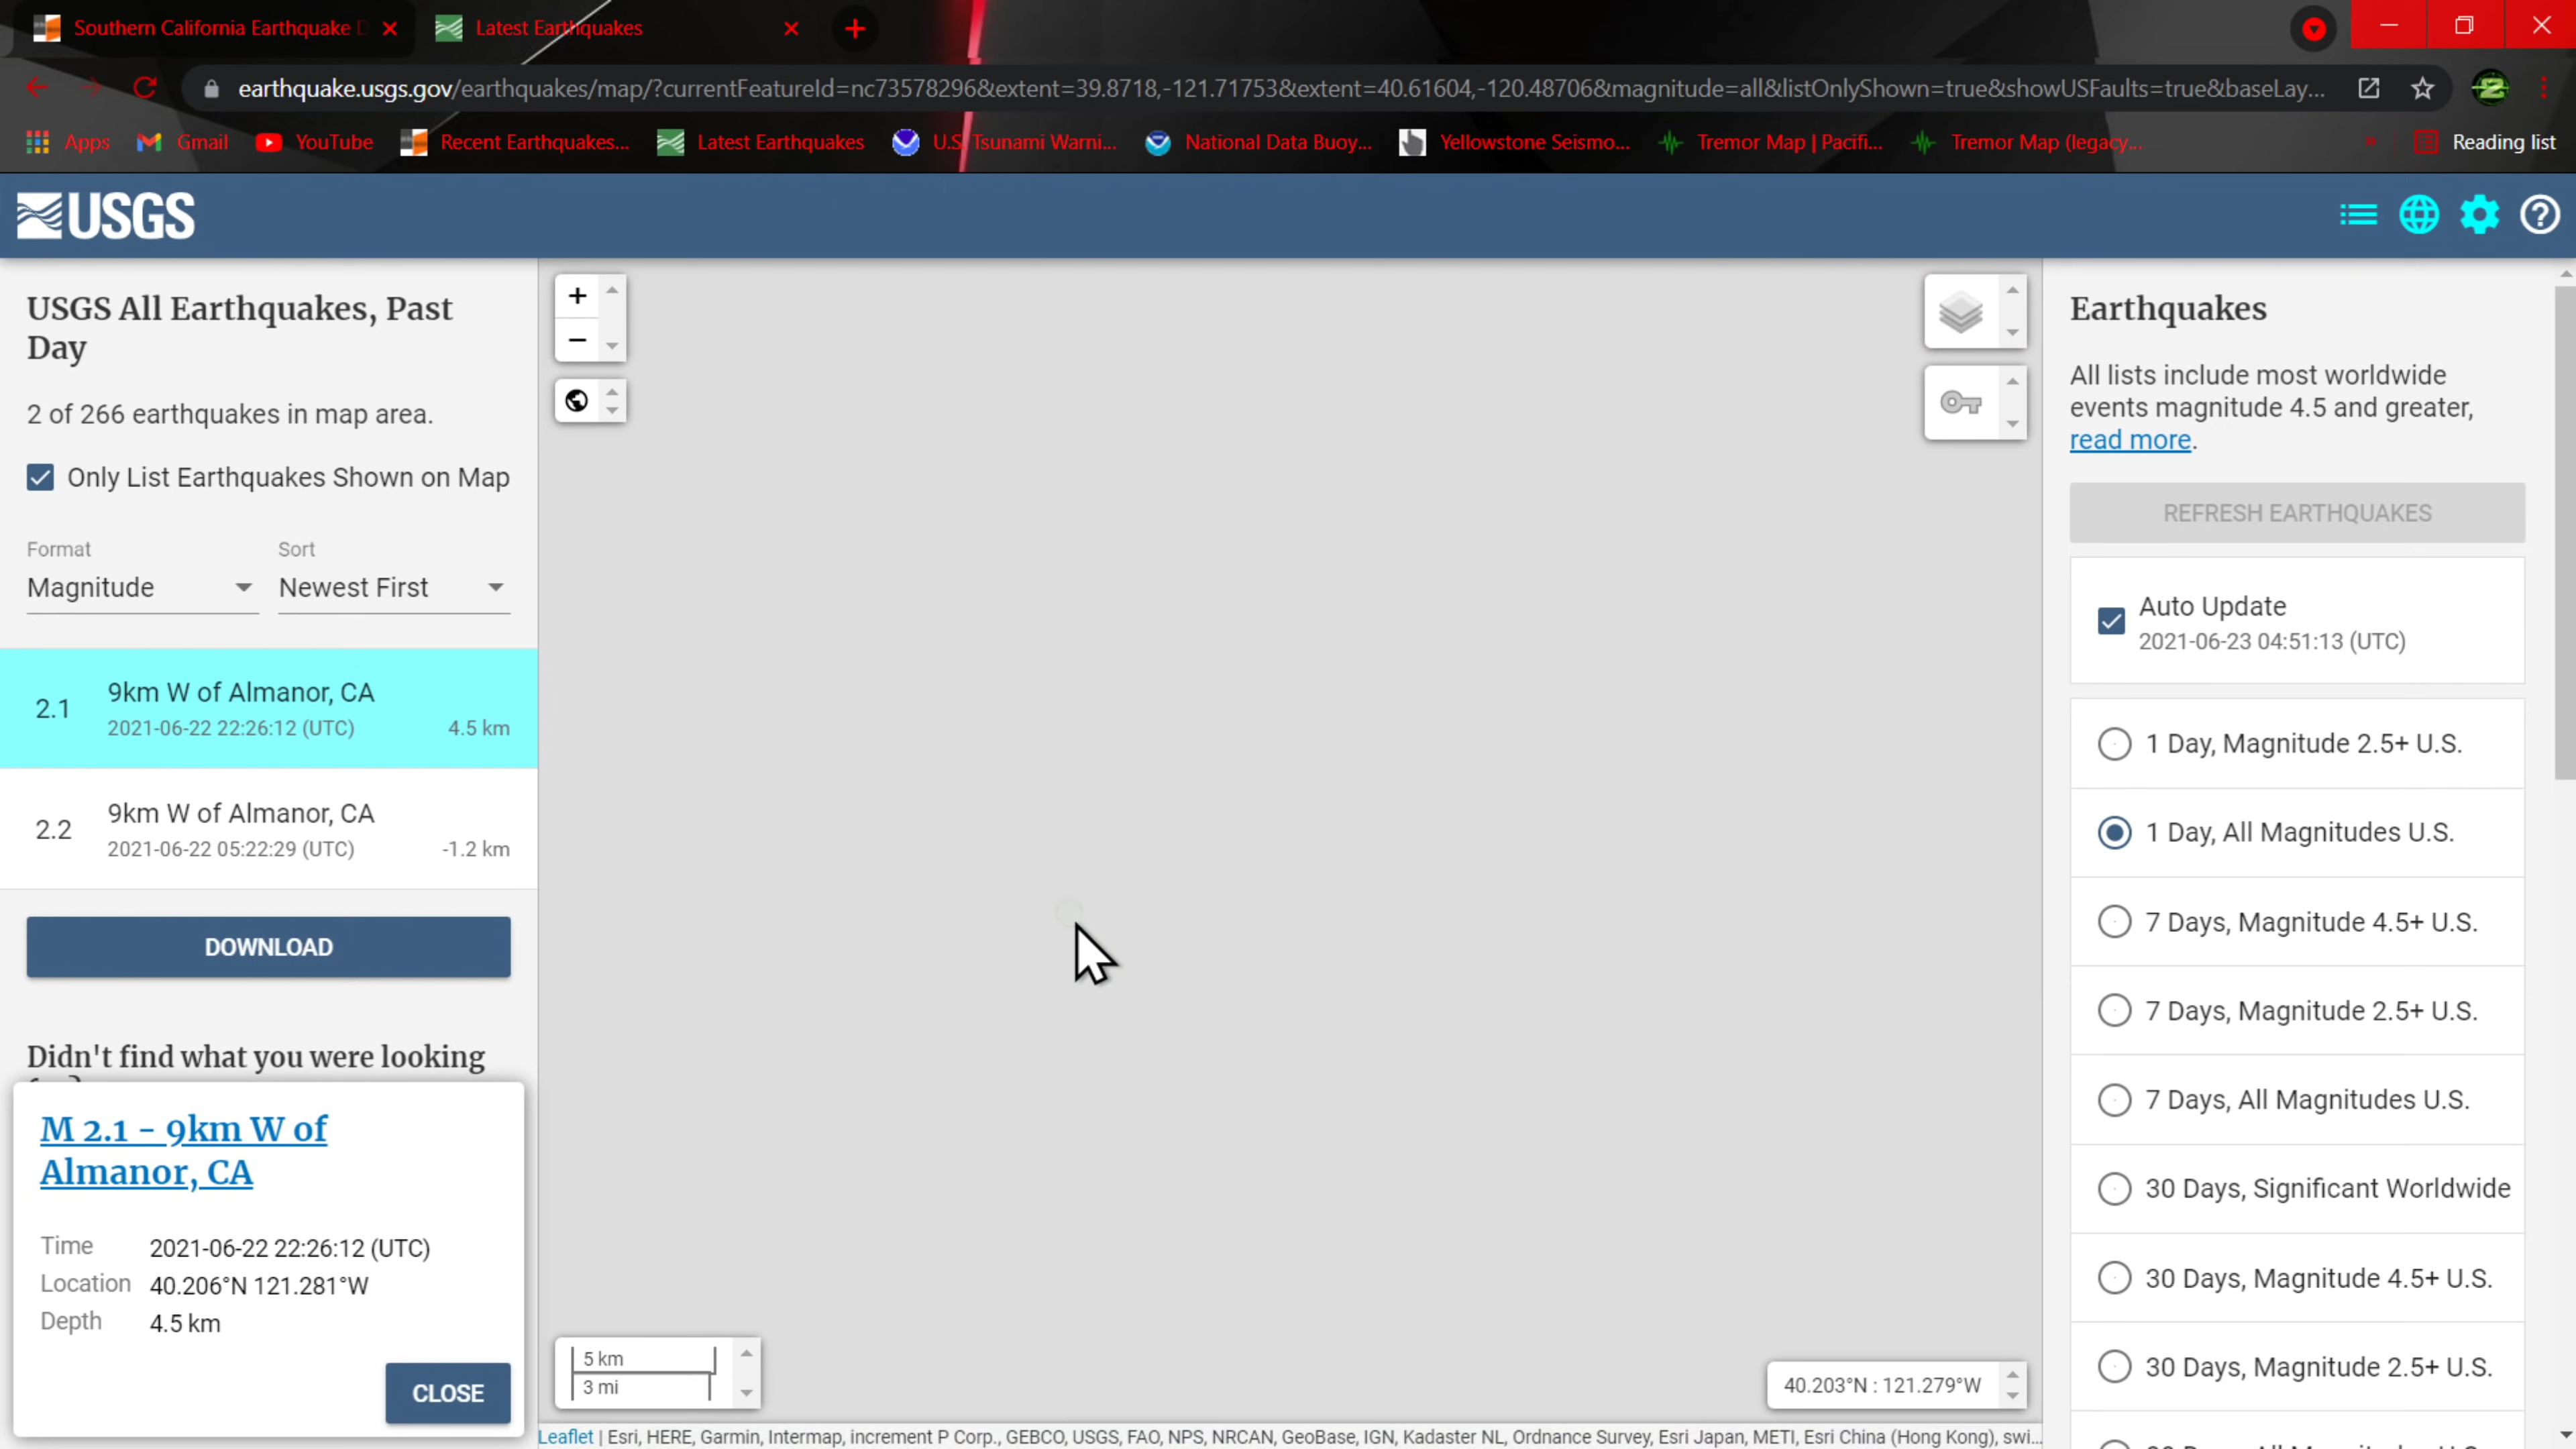 Southern California Earthquake D
Latest Earthquakes
earthquake.usgs.gov/earthquakes/map/?currentFeatureId=nc73578296&extent=39.8718,-121.71753&extent=40.61604,-120.48706&magnitude=all&listOnlyShown=true&showUSFaults=true&baseLay...
Apps Gmail YouTube Recent Earthquakes... Latest Earthquakes U.S. Tsunami Warni... National Data Buoy... Yellowstone Seismo... Tremor Map | Pacifi... Tremor Map (legacy... Reading list
USGS
USGS All Earthquakes, Past
Day
2 of 266 earthquakes in map area.
Only List Earthquakes Shown on Map
Format Sort
Magnitude Newest First
2.1 9km W of Almanor, CA
2021-06-22 22:26:12 (UTC) 4.5 km
2.2 9km W of Almanor, CA
2021-06-22 05:22:29 (UTC) -1.2 km
DOWNLOAD
Didn't find what you were looking
M 2.1 - 9km W of
Almanor, CA
Time 2021-06-22 22:26:12 (UTC)
Location 40.206°N 121.281°W
Depth 4.5 km
CLOSE
+
−
5 km
3 mi
40.203°N : 121.279°W
Leaflet | Esri, HERE, Garmin, Intermap, increment P Corp., GEBCO, USGS, FAO, NPS, NRCAN, GeoBase, IGN, Kadaster NL, Ordnance Survey, Esri Japan, METI, Esri China (Hong Kong), swi...
Earthquakes
All lists include most worldwide
events magnitude 4.5 and greater,
read more.
REFRESH EARTHQUAKES
Auto Update
2021-06-23 04:51:13 (UTC)
1 Day, Magnitude 2.5+ U.S.
1 Day, All Magnitudes U.S.
7 Days, Magnitude 4.5+ U.S.
7 Days, Magnitude 2.5+ U.S.
7 Days, All Magnitudes U.S.
30 Days, Significant Worldwide
30 Days, Magnitude 4.5+ U.S.
30 Days, Magnitude 2.5+ U.S.